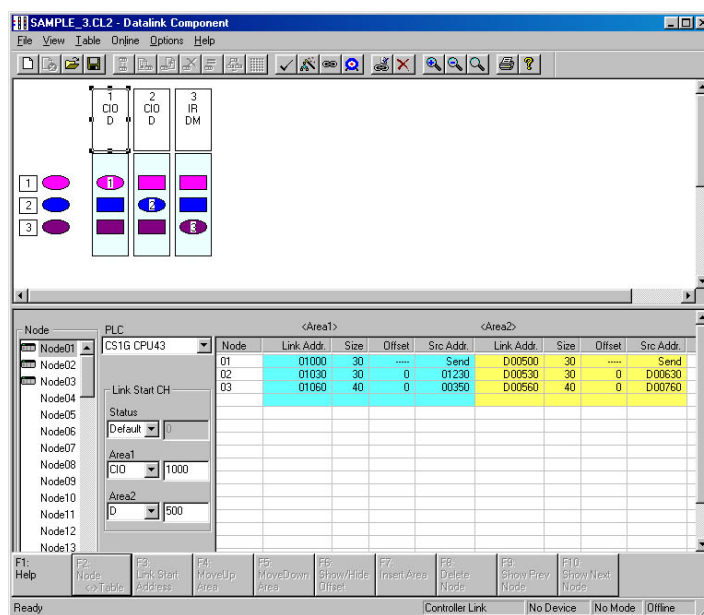 SAMPLE_3.CL2 - Datalink Component
File View Table Online Options Help
1 2 3
CIO CIO IR
D D DM
1 1
2 2
3 3
Node PLC <Area1> <Area2>
CS1G CPU43 Node Link Addr. Size Offset Src Addr. Link Addr. Size Offset Src Addr.
Node01 01 01000 30 ----- Send D00500 30 ----- Send
Node02 02 01030 30 0 01230 D00530 30 0 D00630
Node03 03 01060 40 0 00350 D00560 40 0 D00760
Node04 Link Start CH
Node05 Status
Node06 Default 0
Node07
Node08 Area1
Node09 CIO 1000
Node10 Area2
Node11 D 500
Node12
Node13
F1: F2: F3: F4: F5: F6: F7: F8: F9: F10:
Help Node Link Start MoveUp MoveDown Show/Hide Insert Area Delete Show Prev Show Next
<->Table Address Area Area Offset Node Node Node
Ready Controller Link No Device No Mode Offline